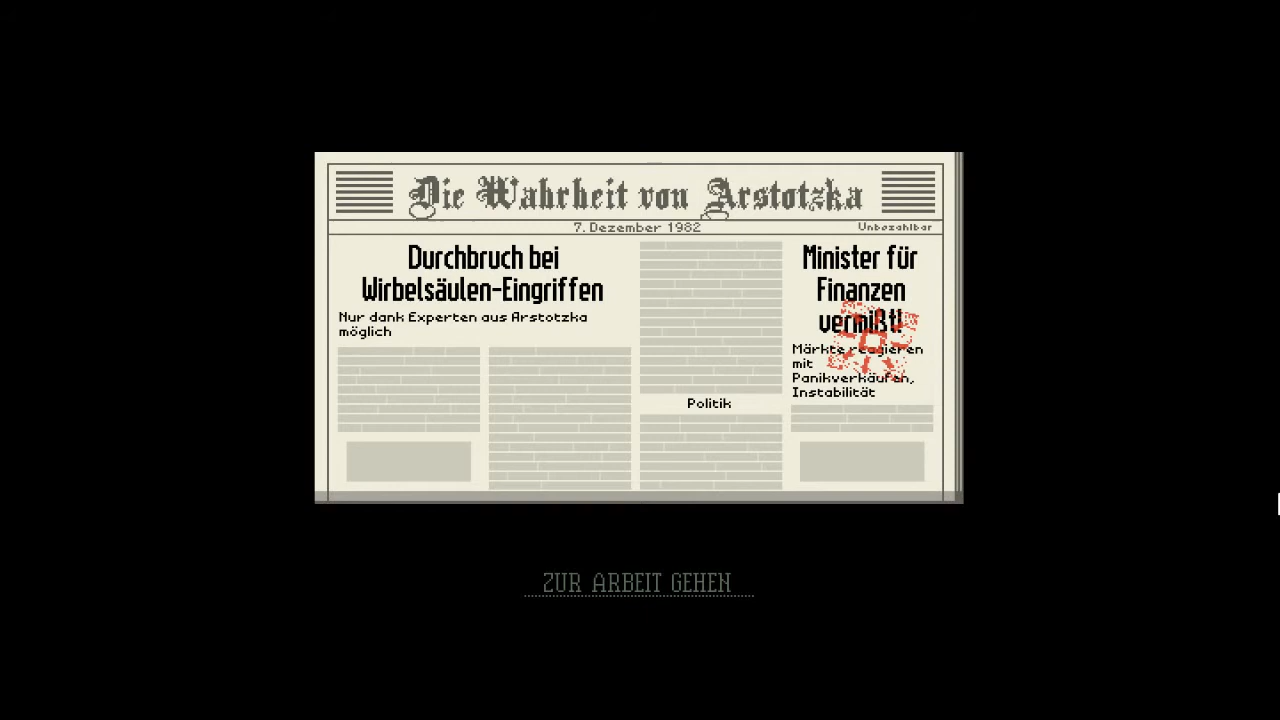 Die Wahrheit von Arstotzka
7. Dezember 1982
Unbezahlbar
Durchbruch bei
Wirbelsäulen-Eingriffen
Nur dank Experten aus Arstotzka
möglich
Politik
Minister für
Finanzen
vermißt!
Märkte reagieren
mit
Panikverkäufen,
Instabilität
ZUR ARBEIT GEHEN